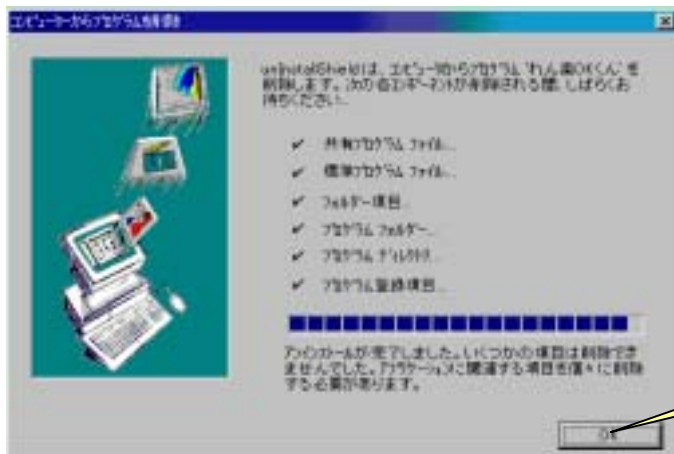 コンピューターからプログラムを削除
unInstallShieldは、コンピュータからプログラム 'れん楽OKくん' を
削除します。次の各コンポーネントが削除される間、しばらくお
待ちください...
✔ 共有プログラム ファイル...
✔ 標準プログラム ファイル...
✔ フォルダー項目...
✔ プログラム フォルダー...
✔ プログラム ディレクトリ...
✔ プログラム登録項目...
アンインストールが完了しました。いくつかの項目は削除でき
ませんでした。アプリケーションに関連する項目を個々に削除
する必要があります。
OK